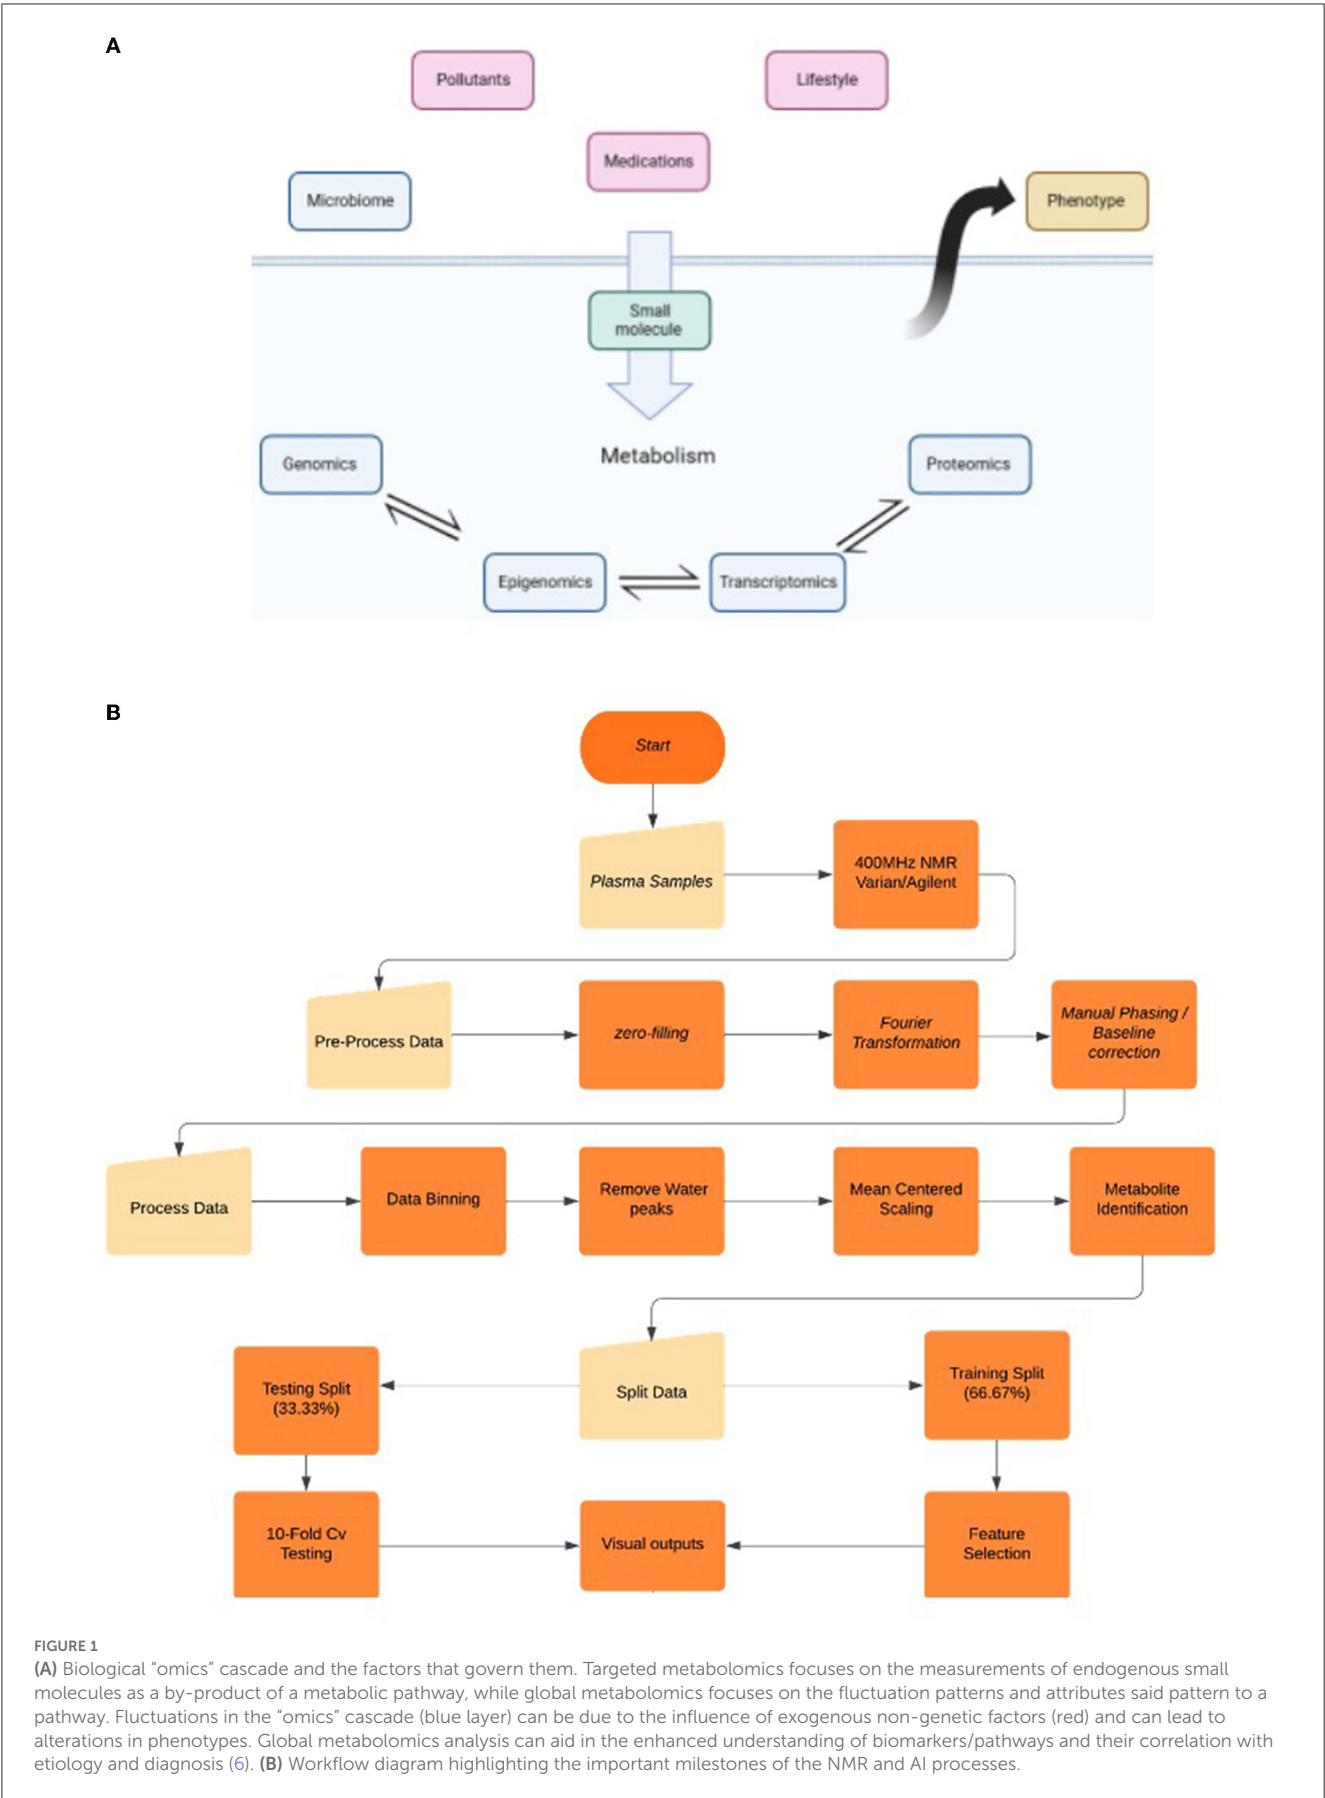 A
Pollutants
Lifestyle
Medications
Microbiome
Phenotype
Small
molecule
Genomics
Metabolism
Proteomics
Epigenomics
Transcriptomics
B
Start
Plasma Samples
400MHz NMR
Varian/Agilent
Pre-Process Data
zero-filling
Fourier
Transformation
Manual Phasing /
Baseline
correction
Process Data
Data Binning
Remove Water
peaks
Mean Centered
Scaling
Metabolite
Identification
Testing Split
(33.33%)
Split Data
Training Split
(66.67%)
10-Fold Cv
Testing
Visual outputs
Feature
Selection
FIGURE 1
(A) Biological “omics” cascade and the factors that govern them. Targeted metabolomics focuses on the measurements of endogenous small
molecules as a by-product of a metabolic pathway, while global metabolomics focuses on the fluctuation patterns and attributes said pattern to a
pathway. Fluctuations in the “omics” cascade (blue layer) can be due to the influence of exogenous non-genetic factors (red) and can lead to
alterations in phenotypes. Global metabolomics analysis can aid in the enhanced understanding of biomarkers/pathways and their correlation with
etiology and diagnosis (6). (B) Workflow diagram highlighting the important milestones of the NMR and AI processes.